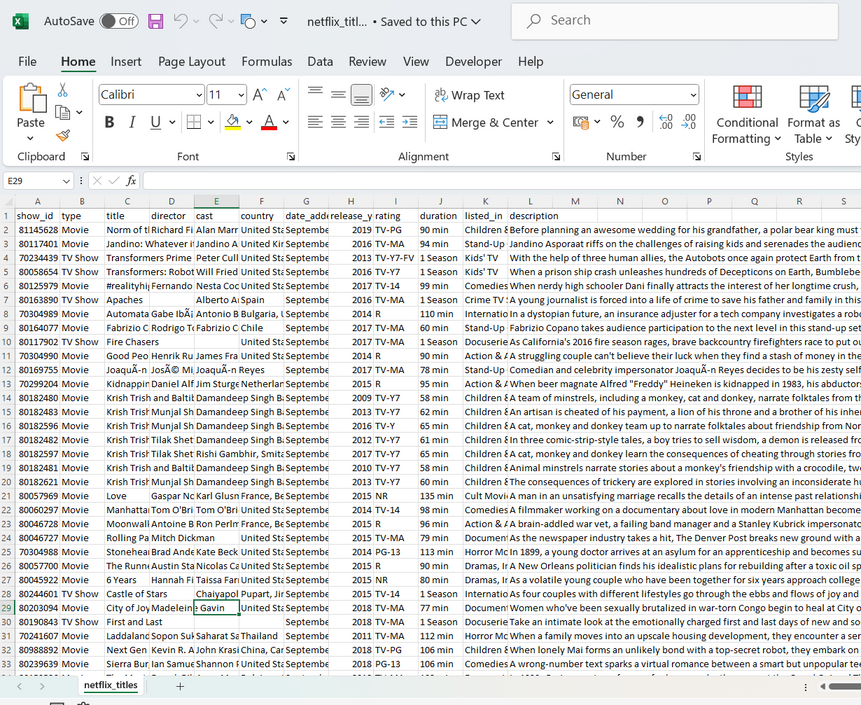 AutoSave Off netflix_titl... • Saved to this PC Search
File Home Insert Page Layout Formulas Data Review View Developer Help
Calibri 11 Wrap Text General
Paste B I U Merge & Center % Conditional Formatting Format as Table
Clipboard Font Alignment Number Styles
E29 fx
A B C D E F G H I J K L M N O P Q R S
1 show_id type title director cast country date_adde release_y rating duration listed_in description
2 81145628 Movie Norm of tl Richard Fi Alan Marr United Sta Septembe 2019 TV-PG 90 min Children & Before planning an awesome wedding for his grandfather, a polar bear king must
3 80117401 Movie Jandino: Whatever it Jandino A United Kin Septembe 2016 TV-MA 94 min Stand-Up Jandino Asporaat riffs on the challenges of raising kids and serenades the audience
4 70234439 TV Show Transformers Prime Peter Cull United Sta Septembe 2013 TV-Y7-FV 1 Season Kids' TV With the help of three human allies, the Autobots once again protect Earth from t
5 80058654 TV Show Transformers: Robot Will Fried United Sta Septembe 2016 TV-Y7 1 Season Kids' TV When a prison ship crash unleashes hundreds of Decepticons on Earth, Bumblebe
6 80125979 Movie #realityhi Fernando Nesta Coc United Sta Septembe 2017 TV-14 99 min Comedies When nerdy high schooler Dani finally attracts the interest of her longtime crush,
7 80163890 TV Show Apaches Alberto A Spain Septembe 2016 TV-MA 1 Season Crime TV A young journalist is forced into a life of crime to save his father and family in this
8 70304989 Movie Automata Gabe IbÃ¡ Antonio B Bulgaria, U Septembe 2014 R 110 min Internatio In a dystopian future, an insurance adjuster for a tech company investigates a robo
9 80164077 Movie Fabrizio C Rodrigo To Fabrizio C Chile Septembe 2017 TV-MA 60 min Stand-Up Fabrizio Copano takes audience participation to the next level in this stand-up set
10 80117902 TV Show Fire Chasers United Sta Septembe 2017 TV-MA 1 Season Docuserie As California's 2016 fire season rages, brave backcountry firefighters race to put ou
11 70304990 Movie Good Peo Henrik Ru James Fra United Sta Septembe 2014 R 90 min Action & A A struggling couple can't believe their luck when they find a stash of money in the
12 80169755 Movie JoaquÃ­n JosÃ© Mi JoaquÃ­n Reyes Septembe 2017 TV-MA 78 min Stand-Up Comedian and celebrity impersonator JoaquÃ­n Reyes decides to be his zesty self
13 70299204 Movie Kidnappin Daniel Alf Jim Sturge Netherlan Septembe 2015 R 95 min Action & A When beer magnate Alfred "Freddy" Heineken is kidnapped in 1983, his abductors
14 80182480 Movie Krish Trish and Baltib Damandeep Singh Ba Septembe 2009 TV-Y7 58 min Children & A team of minstrels, including a monkey, cat and donkey, narrate folktales from th
15 80182483 Movie Krish Trish Munjal Sh Damandeep Singh Ba Septembe 2013 TV-Y7 62 min Children & An artisan is cheated of his payment, a lion of his throne and a brother of his inher
16 80182596 Movie Krish Trish Munjal Sh Damandeep Singh Ba Septembe 2016 TV-Y 65 min Children & A cat, monkey and donkey team up to narrate folktales about friendship from Nor
17 80182482 Movie Krish Trish Tilak Shet Damandeep Singh Ba Septembe 2012 TV-Y7 61 min Children & In three comic-strip-style tales, a boy tries to sell wisdom, a demon is released fro
18 80182597 Movie Krish Trish Tilak Shet Rishi Gambhir, Smita Septembe 2017 TV-Y7 65 min Children & A cat, monkey and donkey learn the consequences of cheating through stories fro
19 80182481 Movie Krish Trish and Baltib Damandeep Singh Ba Septembe 2010 TV-Y7 58 min Children & Animal minstrels narrate stories about a monkey's friendship with a crocodile, two
20 80182621 Movie Krish Trish Munjal Sh Damandeep Singh Ba Septembe 2013 TV-Y7 60 min Children & The consequences of trickery are explored in stories involving an inconsiderate hu
21 80057969 Movie Love Gaspar No Karl Glusn France, Be Septembe 2015 NR 135 min Cult Movi A man in an unsatisfying marriage recalls the details of an intense past relationshi
22 80060297 Movie Manhatta Tom O'Bri Tom O'Bri United Sta Septembe 2014 TV-14 98 min Comedies A filmmaker working on a documentary about love in modern Manhattan become
23 80046728 Movie Moonwall Antoine B Ron Perlm France, Be Septembe 2015 R 96 min Action & A A brain-addled war vet, a failing band manager and a Stanley Kubrick impersonato
24 80046727 Movie Rolling Pa Mitch Dickman United Sta Septembe 2015 TV-MA 79 min Documen As the newspaper industry takes a hit, The Denver Post breaks new ground with a
25 70304988 Movie Stonehear Brad Ande Kate Beck United Sta Septembe 2014 PG-13 113 min Horror Mo In 1899, a young doctor arrives at an asylum for an apprenticeship and becomes su
26 80057700 Movie The Runne Austin Sta Nicolas Ca United Sta Septembe 2015 R 90 min Dramas, In A New Orleans politician finds his idealistic plans for rebuilding after a toxic oil sp
27 80045922 Movie 6 Years Hannah Fi Taissa Far United Sta Septembe 2015 NR 80 min Dramas, In As a volatile young couple who have been together for six years approach college
28 80244601 TV Show Castle of Stars Chaiyapol Pupart, Jir Septembe 2015 TV-14 1 Season Internatio As four couples with different lifestyles go through the ebbs and flows of joy and
29 80203094 Movie City of Joy Madeleine Gavin United Sta Septembe 2018 TV-MA 77 min Documen Women who've been sexually brutalized in war-torn Congo begin to heal at City o
30 80190843 TV Show First and Last Septembe 2018 TV-MA 1 Season Docuserie Take an intimate look at the emotionally charged first and last days of new and so
31 70241607 Movie Laddaland Sopon Suk Saharat Sa Thailand Septembe 2011 TV-MA 112 min Horror Mo When a family moves into an upscale housing development, they encounter a ser
32 80988892 Movie Next Gen Kevin R. A John Krasi China, Car Septembe 2018 TV-PG 106 min Children & When lonely Mai forms an unlikely bond with a top-secret robot, they embark on
33 80239639 Movie Sierra Bur Ian Samue Shannon P United Sta Septembe 2018 PG-13 106 min Comedies A wrong-number text sparks a virtual romance between a smart but unpopular tee
netflix_titles